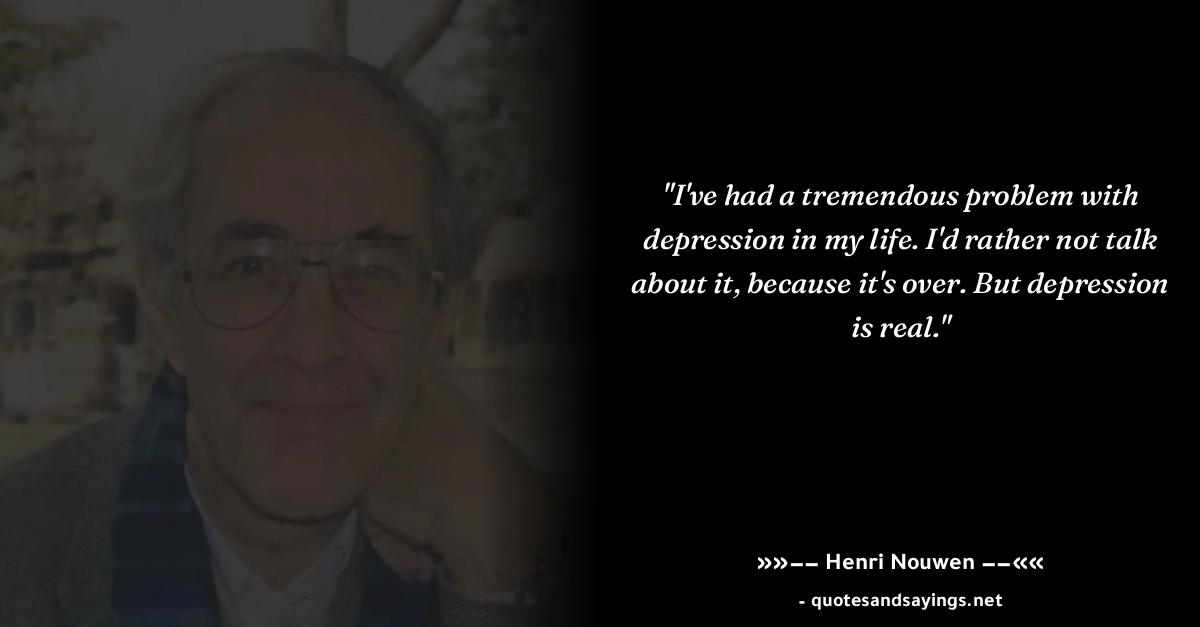 "I've had a tremendous problem with
depression in my life. I'd rather not talk
about it, because it's over. But depression
is real."
»»–– Henri Nouwen ––««
- quotesandsayings.net